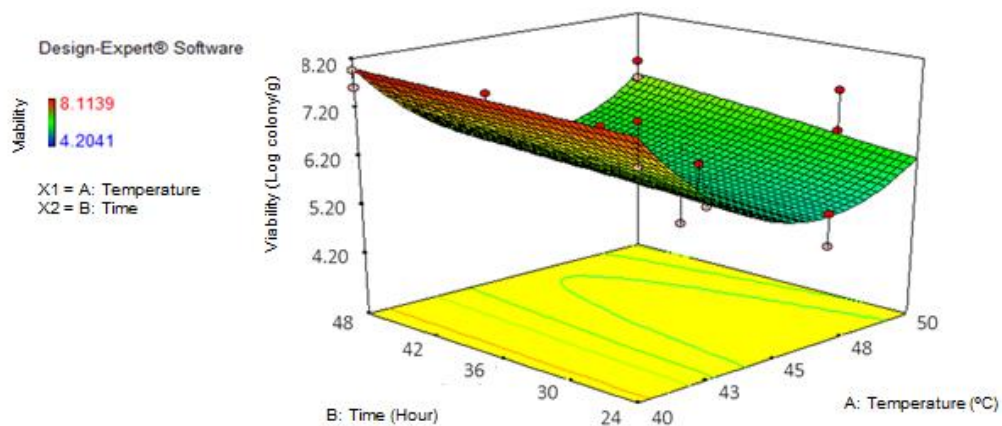 Design-Expert® Software
Viability
8.1139
4.2041
X1 = A: Temperature
X2 = B: Time
Viability (Log colony/g)
8.20
7.20
6.20
5.20
4.20
48
42
36
30
24
B: Time (Hour)
40
43
45
48
50
A: Temperature (ºC)